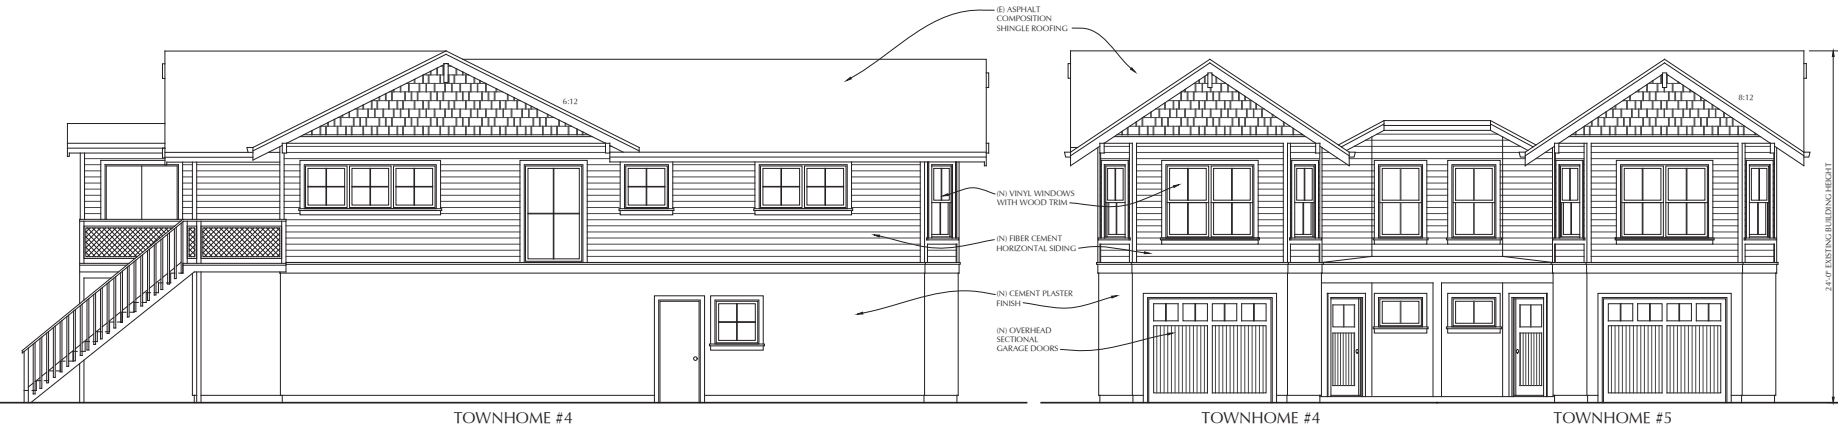 (E) ASPHALT
COMPOSITION
SHINGLE ROOFING
6:12
8:12
(N) VINYL WINDOWS
WITH WOOD TRIM
(N) FIBER CEMENT
HORIZONTAL SIDING
(N) CEMENT PLASTER
FINISH
(N) OVERHEAD
SECTIONAL
GARAGE DOORS
24'-0" EXISTING BUILDING HEIGHT
TOWNHOME #4
TOWNHOME #4
TOWNHOME #5